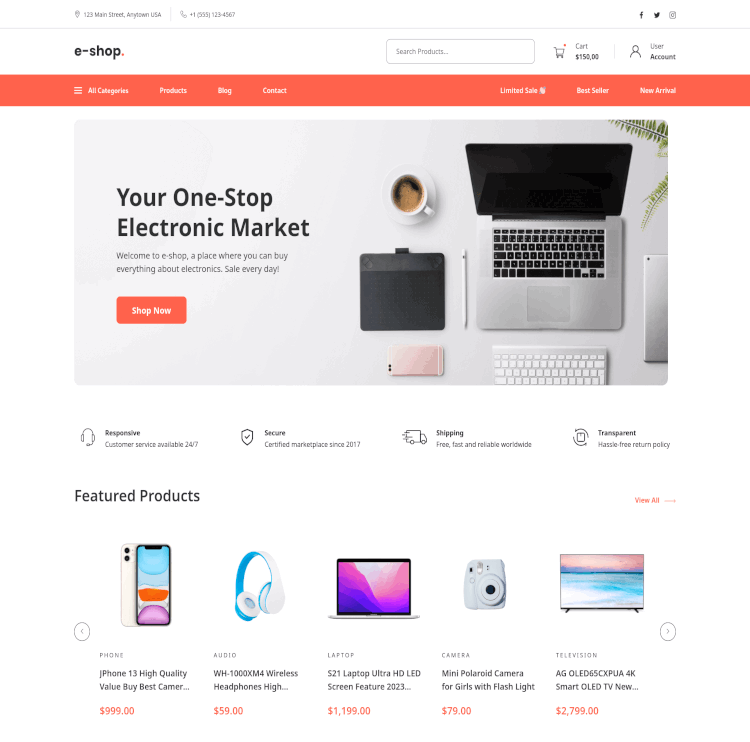 123 Main Street, Anytown USA
+1 (555) 123-4567
e-shop.
Search Products...
Cart
$150,00
User
Account
All Categories
Products
Blog
Contact
Limited Sale 👋
Best Seller
New Arrival
Your One-Stop
Electronic Market
Welcome to e-shop, a place where you can buy
everything about electronics. Sale every day!
Shop Now
Responsive
Customer service available 24/7
Secure
Certified marketplace since 2017
Shipping
Free, fast and reliable worldwide
Transparent
Hassle-free return policy
Featured Products
View All
PHONE
JPhone 13 High Quality
Value Buy Best Camer...
$999.00
AUDIO
WH-1000XM4 Wireless
Headphones High...
$59.00
LAPTOP
S21 Laptop Ultra HD LED
Screen Feature 2023...
$1,199.00
CAMERA
Mini Polaroid Camera
for Girls with Flash Light
$79.00
TELEVISION
AG OLED65CXPUA 4K
Smart OLED TV New...
$2,799.00